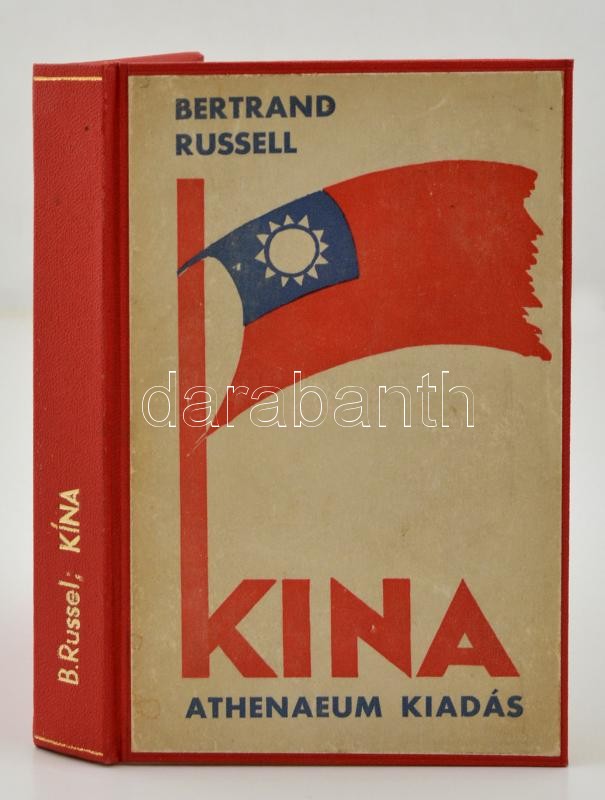 BERTRAND
RUSSELL
darabanth
KINA
ATHENAEUM KIADÁS
B.Russel: KÍNA